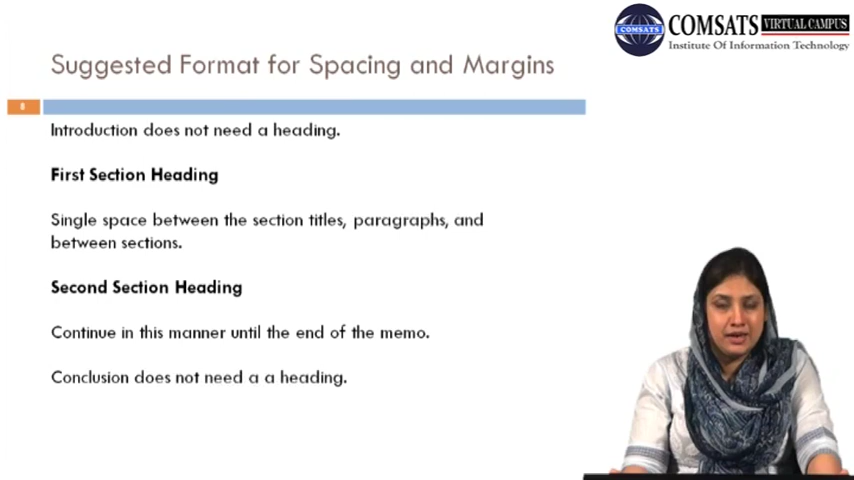 COMSATS VIRTUAL CAMPUS
COMSATS
Institute Of Information Technology
Suggested Format for Spacing and Margins
8
Introduction does not need a heading.
First Section Heading
Single space between the section titles, paragraphs, and
between sections.
Second Section Heading
Continue in this manner until the end of the memo.
Conclusion does not need a a heading.